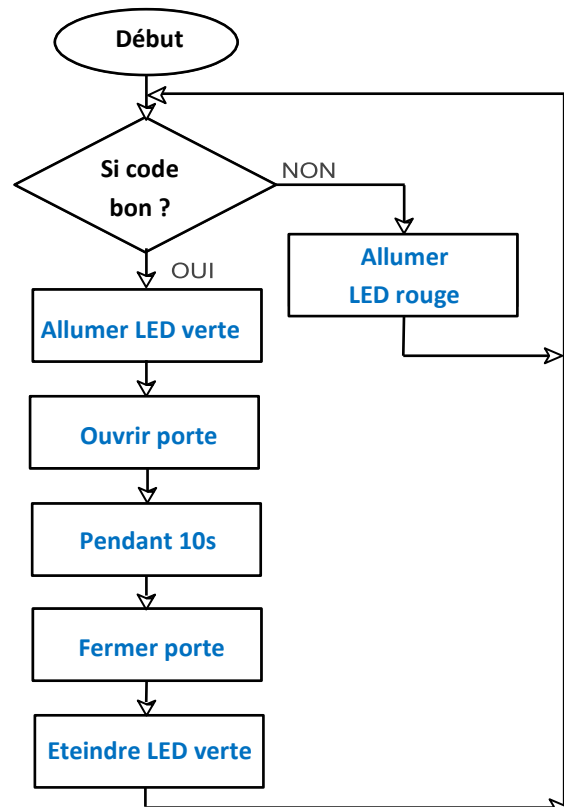 Début
Si code
bon ?
NON
OUI
Allumer
LED rouge
Allumer LED verte
Ouvrir porte
Pendant 10s
Fermer porte
Eteindre LED verte